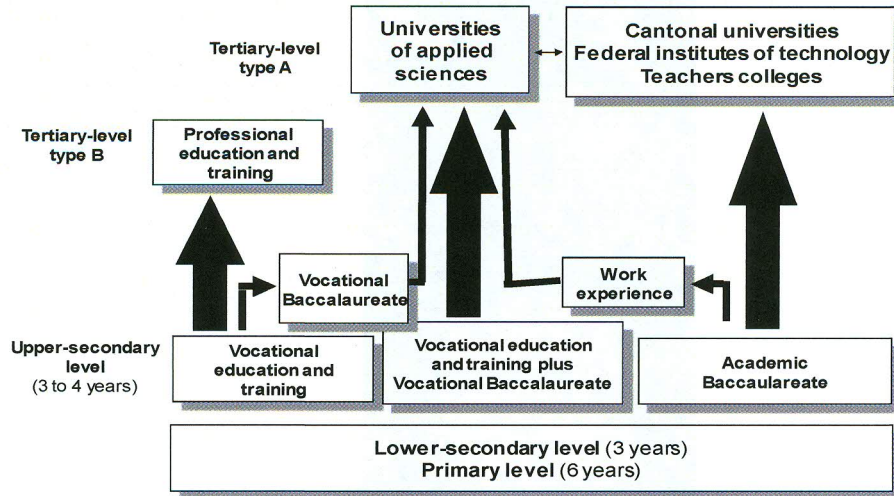 Tertiary-level
type A
Universities
of applied
sciences
Cantonal universities
Federal institutes of technology
Teachers colleges
Tertiary-level
type B
Professional
education and
training
Vocational
Baccalaureate
Work
experience
Upper-secondary
level
(3 to 4 years)
Vocational
education and
training
Vocational education
and training plus
Vocational Baccalaureate
Academic
Baccaulareate
Lower-secondary level (3 years)
Primary level (6 years)